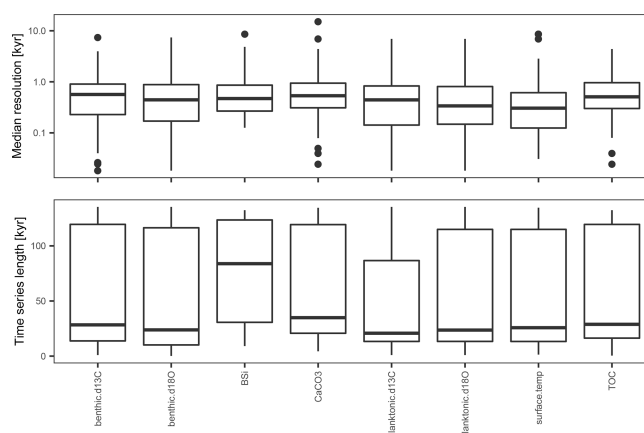 Median resolution [kyr]
10.0
1.0
0.1
Time series length [kyr]
100
50
0
benthic.d13C
benthic.d18O
BSi
CaCO3
lanktonic.d13C
lanktonic.d18O
surface.temp
TOC